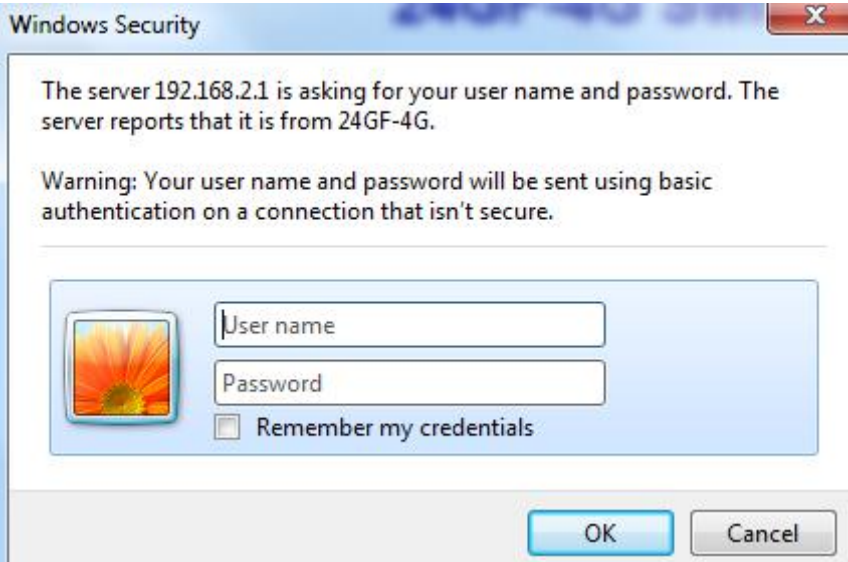 24GF-4G
Windows Security
The server 192.168.2.1 is asking for your user name and password. The
server reports that it is from 24GF-4G.
Warning: Your user name and password will be sent using basic
authentication on a connection that isn't secure.
User name
Password
Remember my credentials
OK
Cancel